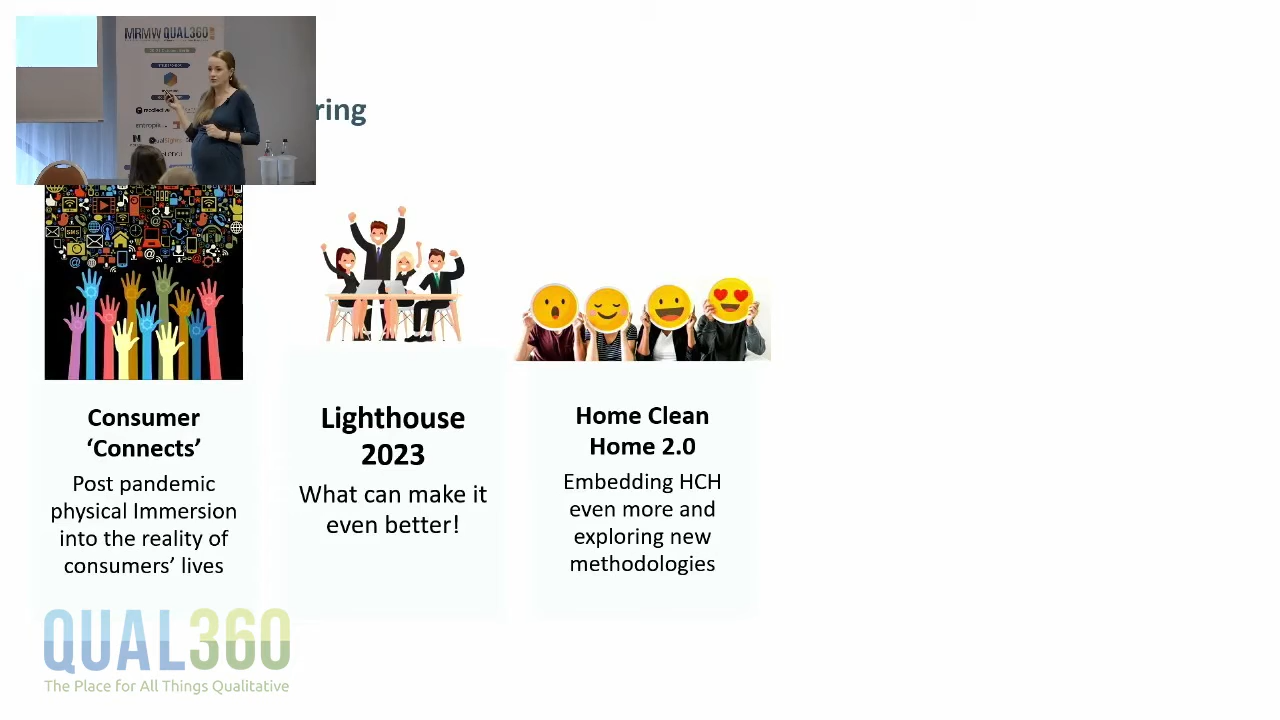 MRMW QUAL360
ring
SMS
Consumer
‘Connects’
Post pandemic
physical Immersion
into the reality of
consumers’ lives
Lighthouse
2023
What can make it
even better!
Home Clean
Home 2.0
Embedding HCH
even more and
exploring new
methodologies
QUAL360
The Place for All Things Qualitative